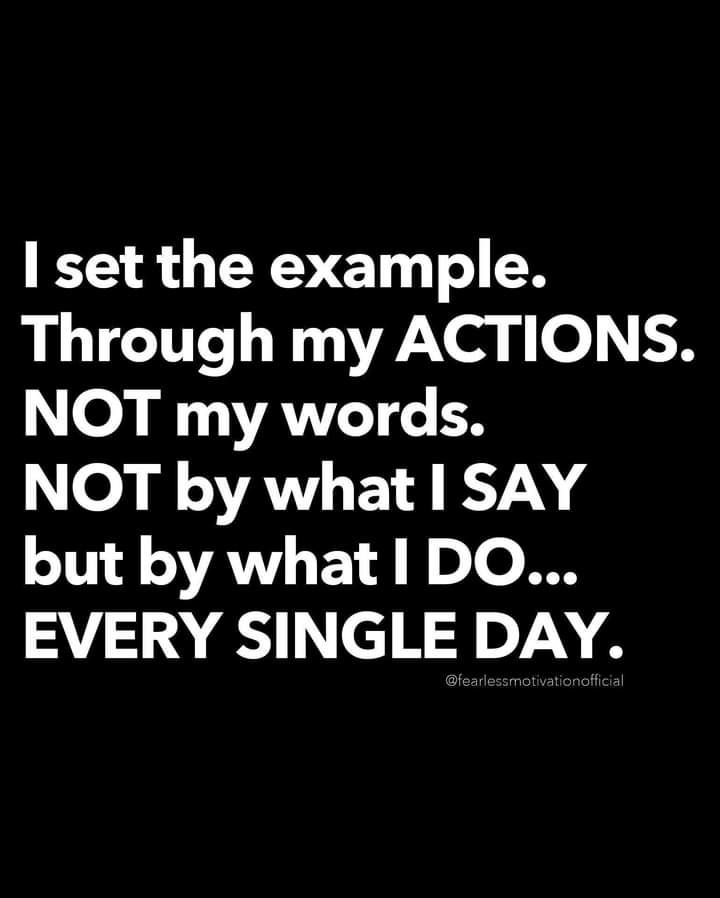 I set the example.
Through my ACTIONS.
NOT my words.
NOT by what I SAY
but by what I DO...
EVERY SINGLE DAY.
@fearlessmotivationofficial